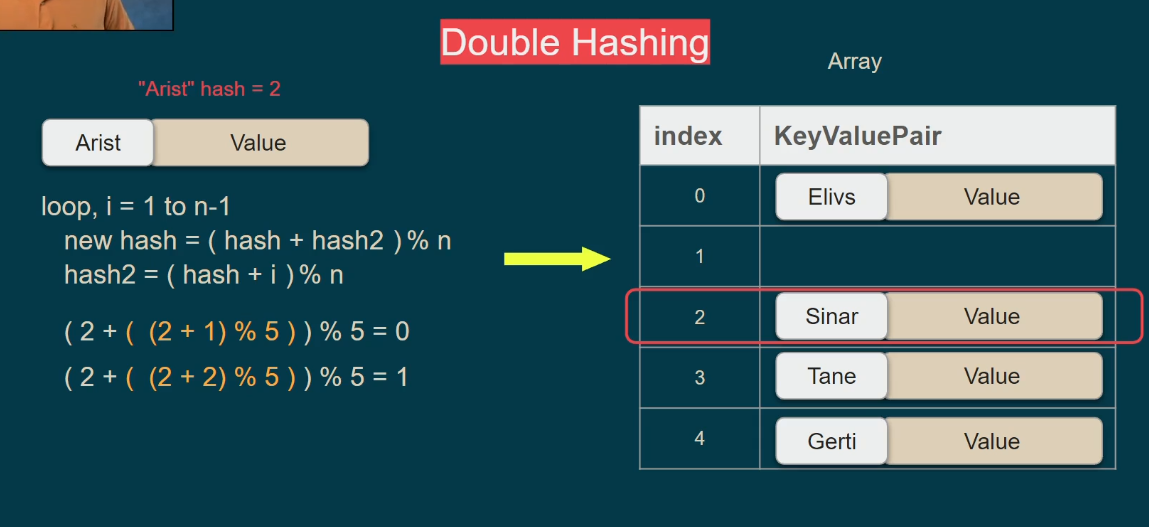 Double Hashing
Array
"Arist" hash = 2
Arist Value
loop, i = 1 to n-1
new hash = ( hash + hash2 ) % n
hash2 = ( hash + i ) % n
( 2 + ( (2 + 1) % 5 ) ) % 5 = 0
( 2 + ( (2 + 2) % 5 ) ) % 5 = 1
index KeyValuePair
0 Elivs Value
1
2 Sinar Value
3 Tane Value
4 Gerti Value